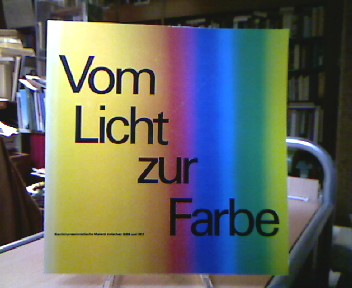 Vom
Licht
zur
Farbe